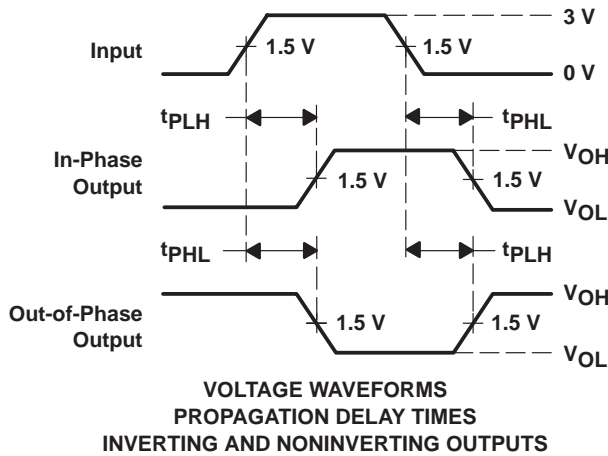 3 V
Input
1.5 V
1.5 V
0 V
tPLH
tPHL
In-Phase
Output
VOH
1.5 V
1.5 V
VOL
tPHL
tPLH
Out-of-Phase
Output
VOH
1.5 V
1.5 V
VOL
VOLTAGE WAVEFORMS
PROPAGATION DELAY TIMES
INVERTING AND NONINVERTING OUTPUTS